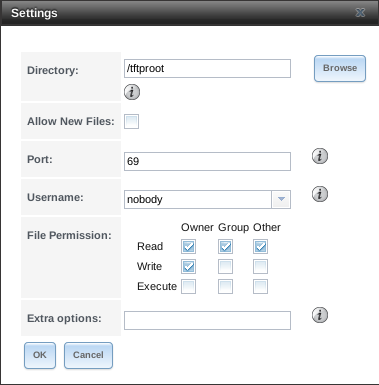 Settings
Directory: /tftproot Browse
Allow New Files:
Port: 69
Username: nobody
File Permission: Owner Group Other
Read
Write
Execute
Extra options:
OK Cancel